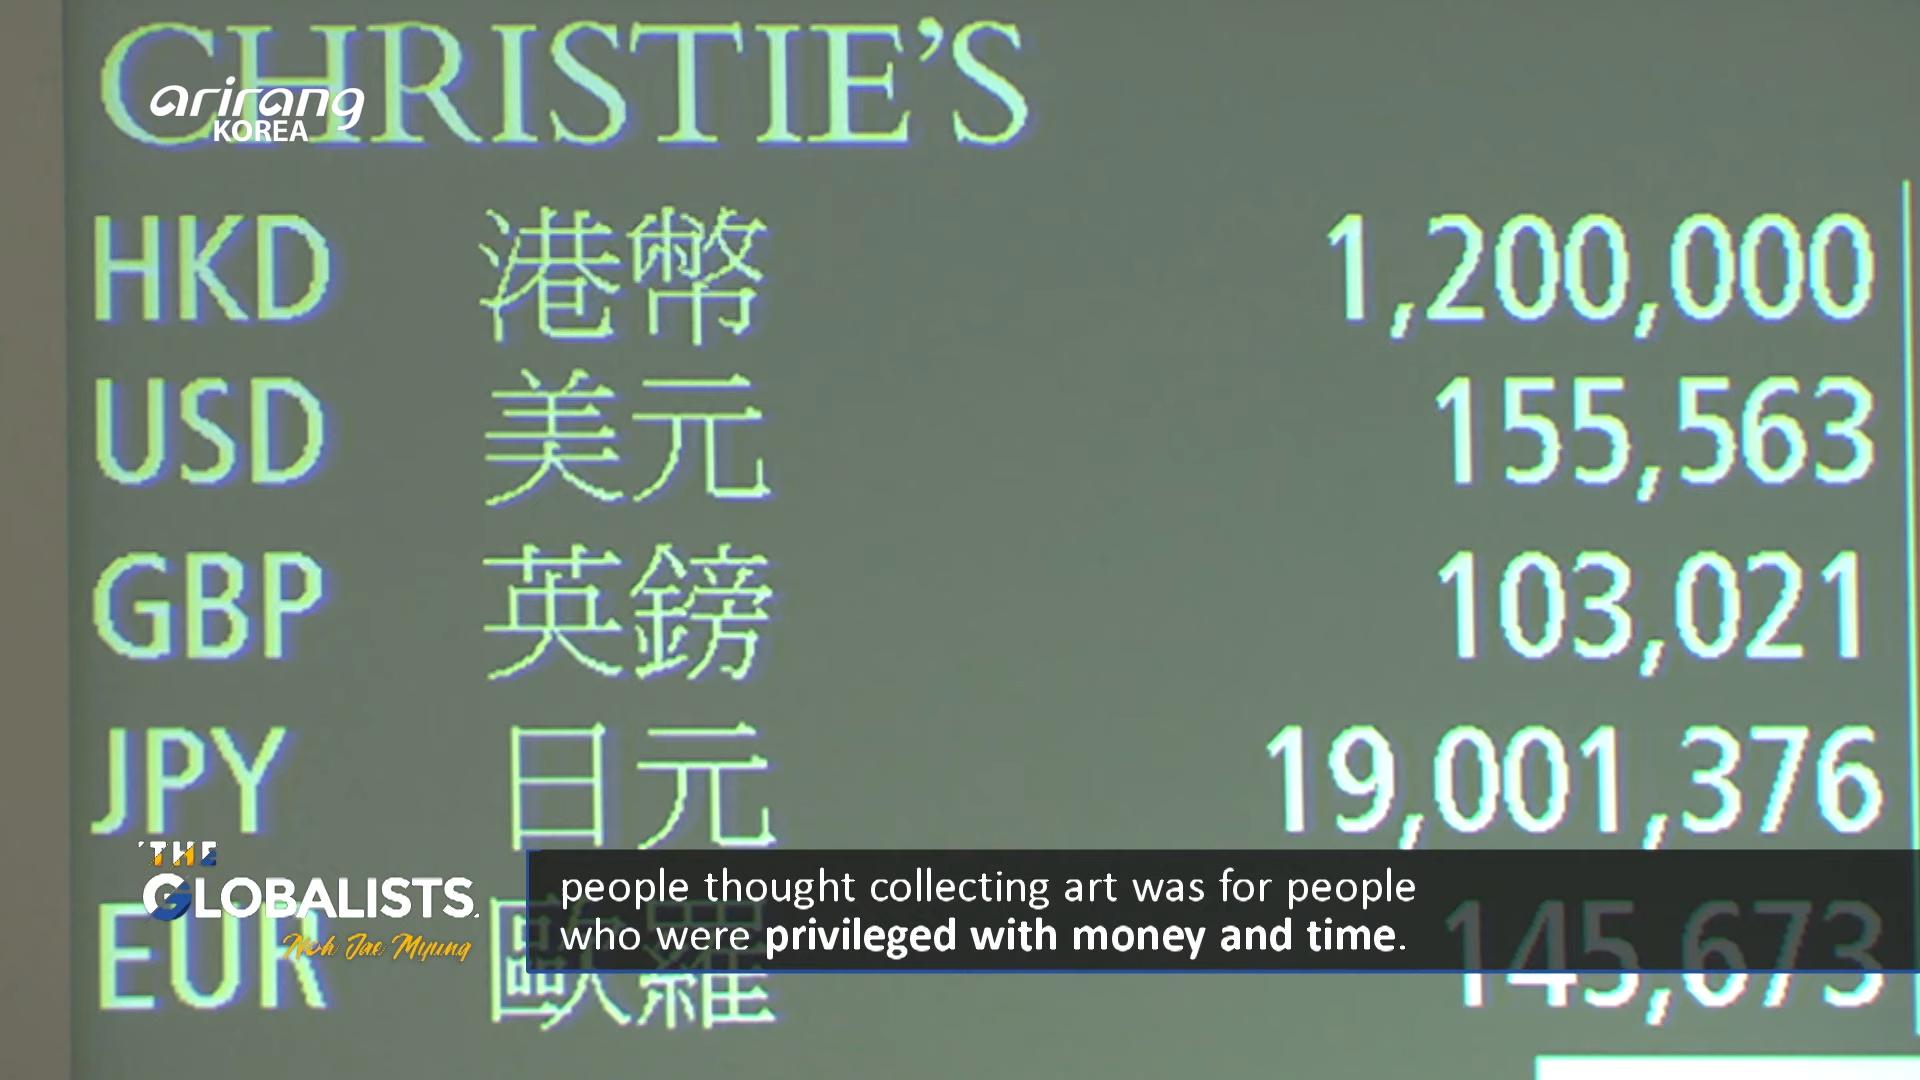 CHRISTIE'S
arirang
KOREA
HKD 港幣 1,200,000
USD 美元 155,563
GBP 英鎊 103,021
JPY 日元 19,001,376
THE
GLOBALISTS.
Noh Jae Myung
people thought collecting art was for people
who were privileged with money and time.
EUR 歐羅 145,673